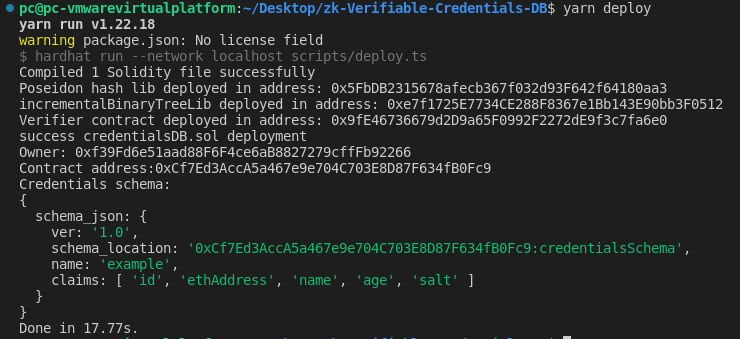 pc@pc-vmwarevirtualplatform:~/Desktop/zk-Verifiable-Credentials-DB$ yarn deploy
yarn run v1.22.18
warning package.json: No license field
$ hardhat run --network localhost scripts/deploy.ts
Compiled 1 Solidity file successfully
Poseidon hash lib deployed in address: 0x5FbDB2315678afecb367f032d93F642f64180aa3
incrementalBinaryTreeLib deployed in address: 0xe7f1725E7734CE288F8367e1Bb143E90bb3F0512
Verifier contract deployed in address: 0x9fE46736679d2D9a65F0992F2272dE9f3c7fa6e0
success credentialsDB.sol deployment
Owner: 0xf39Fd6e51aad88F6F4ce6aB8827279cffFb92266
Contract address:0xCf7Ed3AccA5a467e9e704C703E8D87F634fB0Fc9
Credentials schema:
{
  schema_json: {
    ver: '1.0',
    schema_location: '0xCf7Ed3AccA5a467e9e704C703E8D87F634fB0Fc9:credentialsSchema',
    name: 'example',
    claims: [ 'id', 'ethAddress', 'name', 'age', 'salt' ]
  }
}
Done in 17.77s.